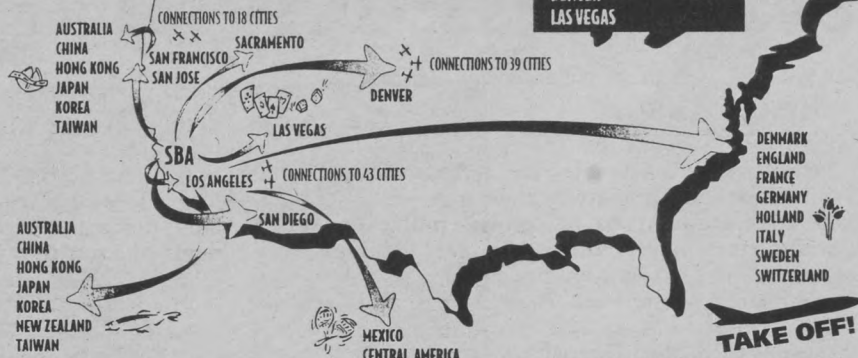 LAS VEGAS
CONNECTIONS TO 18 CITIES
AUSTRALIA
CHINA
HONG KONG
JAPAN
KOREA
TAIWAN
SAN FRANCISCO
SAN JOSE
SACRAMENTO
CONNECTIONS TO 39 CITIES
DENVER
LAS VEGAS
SBA
LOS ANGELES
CONNECTIONS TO 43 CITIES
SAN DIEGO
AUSTRALIA
CHINA
HONG KONG
JAPAN
KOREA
NEW ZEALAND
TAIWAN
MEXICO
CENTRAL AMERICA
DENMARK
ENGLAND
FRANCE
GERMANY
HOLLAND
ITALY
SWEDEN
SWITZERLAND
TAKE OFF!